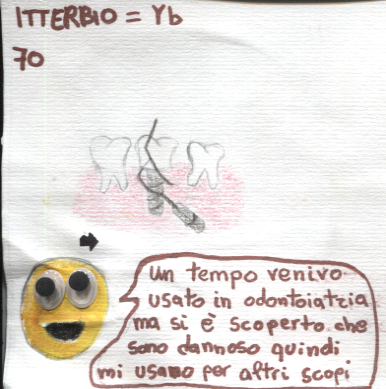 ITTERBIO = Yb
70
Un tempo venivo
usato in odontoiatria
ma si è scoperto che
sono dannoso quindi
mi usano per altri scopi